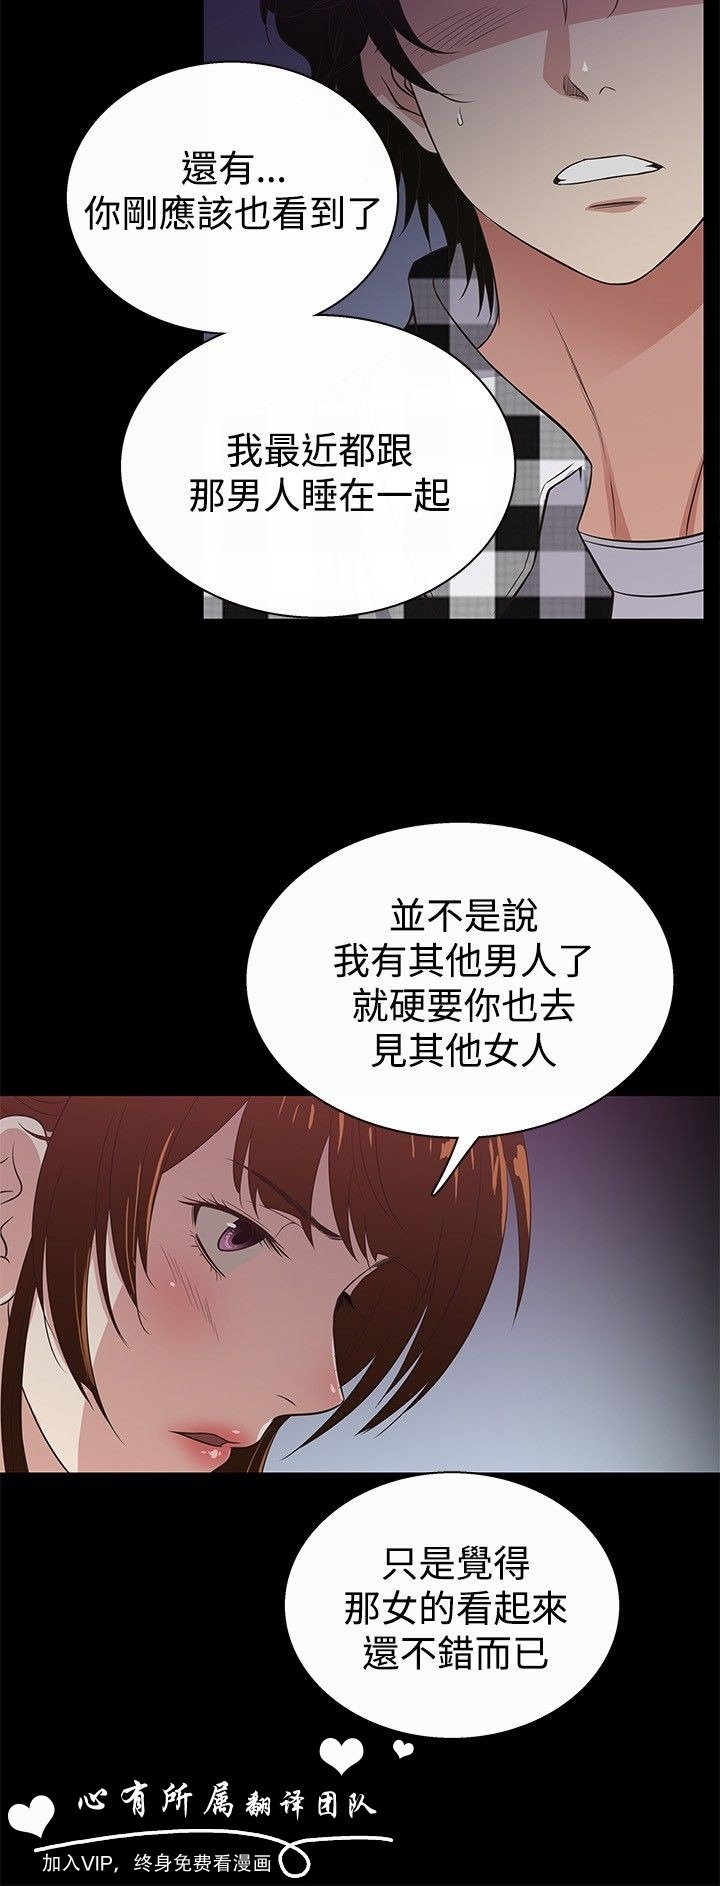 還有...
你剛應該也看到了
我最近都跟
那男人睡在一起
並不是說
我有其他男人了
就硬要你也去
見其他女人
只是覺得
那女的看起來
還不錯而已
心有所属翻译团队
加入VIP，终身免费看漫画